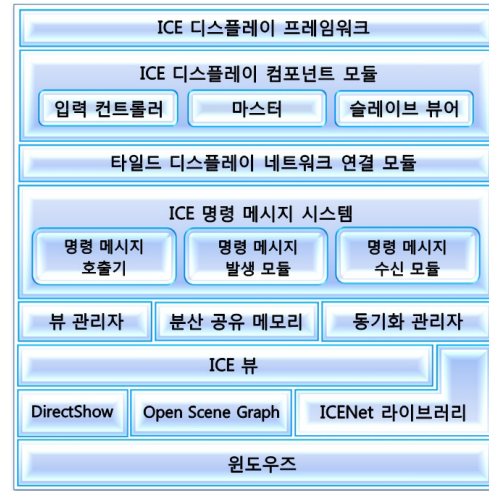 ICE 디스플레이 프레임워크
ICE 디스플레이 컴포넌트 모듈
입력 컨트롤러
마스터
슬레이브 뷰어
타일드 디스플레이 네트워크 연결 모듈
ICE 명령 메시지 시스템
명령 메시지
호출기
명령 메시지
발생 모듈
명령 메시지
수신 모듈
뷰 관리자
분산 공유 메모리
동기화 관리자
ICE 뷰
DirectShow
Open Scene Graph
ICENet 라이브러리
윈도우즈